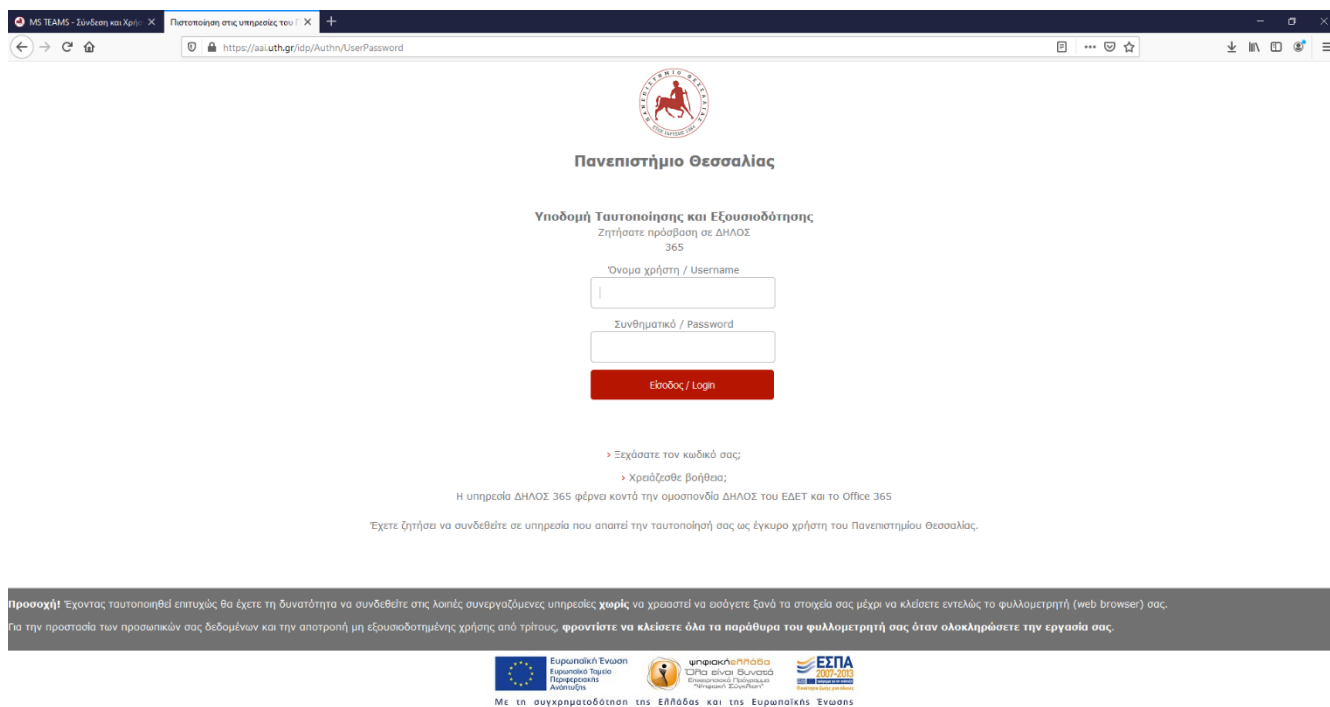 MS TEAMS - Σύνδεση και Χρήσ
Πιστοποίηση στις υπηρεσίες του Π
https://aai.uth.gr/idp/Authn/UserPassword
ΠΑΝΕΠΙΣΤΗΜΙΟ ΘΕΣΣΑΛΙΑΣ
Πανεπιστήμιο Θεσσαλίας
Υποδομή Ταυτοποίησης και Εξουσιοδότησης
Ζητήσατε πρόσβαση σε ΔΗΛΟΣ
365
Όνομα χρήστη / Username
Συνθηματικό / Password
Είσοδος / Login
› Ξεχάσατε τον κωδικό σας;
› Χρειάζεσθε βοήθεια;
Η υπηρεσία ΔΗΛΟΣ 365 φέρνει κοντά την ομοσπονδία ΔΗΛΟΣ του ΕΔΕΤ και το Office 365
Έχετε ζητήσει να συνδεθείτε σε υπηρεσία που απαιτεί την ταυτοποίησή σας ως έγκυρο χρήστη του Πανεπιστημίου Θεσσαλίας.
Προσοχή! Έχοντας ταυτοποιηθεί επιτυχώς θα έχετε τη δυνατότητα να συνδεθείτε στις λοιπές συνεργαζόμενες υπηρεσίες χωρίς να χρειαστεί να εισάγετε ξανά τα στοιχεία σας μέχρι να κλείσετε εντελώς το φυλλομετρητή (web browser) σας.
Για την προστασία των προσωπικών σας δεδομένων και την αποτροπή μη εξουσιοδοτημένης χρήσης από τρίτους, φροντίστε να κλείσετε όλα τα παράθυρα του φυλλομετρητή σας όταν ολοκληρώσετε την εργασία σας.
Ευρωπαϊκή Ένωση
Ευρωπαϊκό Ταμείο
Περιφερειακής
Ανάπτυξης
ψηφιακή ελλάδα
Όλα είναι δυνατά
Επιχειρησιακό Πρόγραμμα
"Ψηφιακή Σύγκλιση"
ΕΣΠΑ
2007-2013
Με τη συγχρηματοδότηση της Ελλάδας και της Ευρωπαϊκής Ένωσης